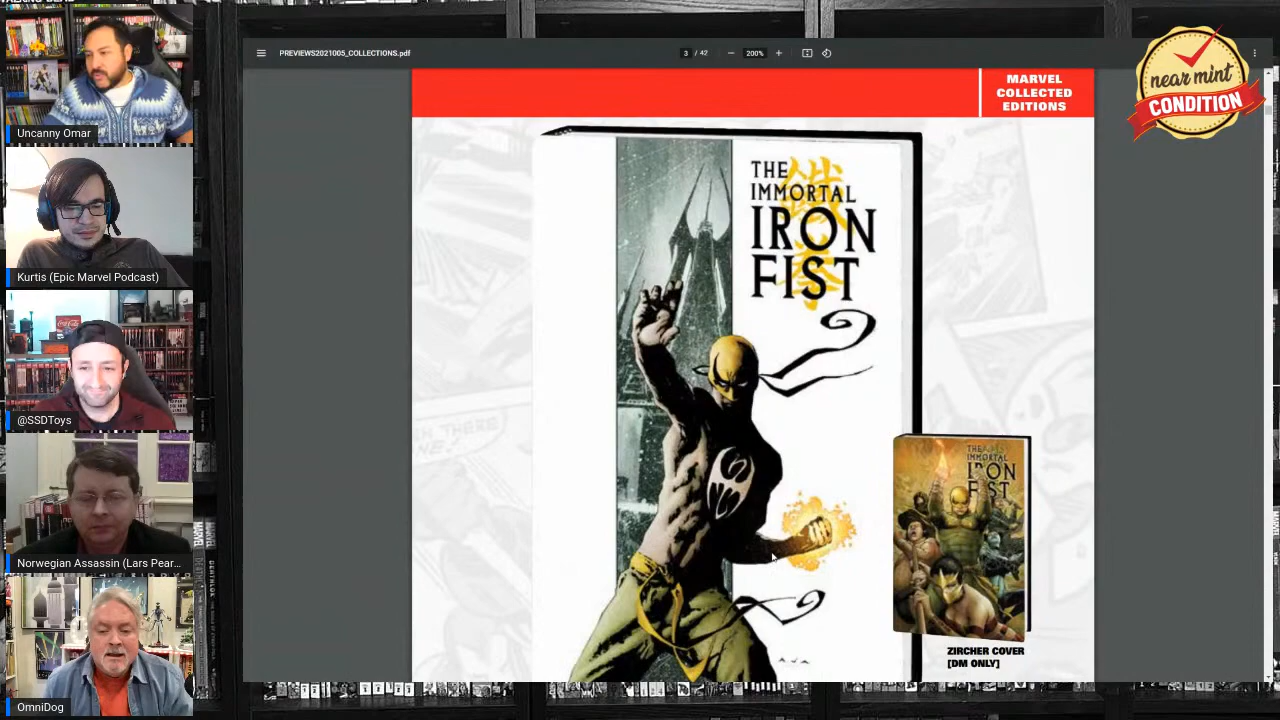 Uncanny Omar
Kurtis (Epic Marvel Podcast)
@SSDToys
Norwegian Assassin (Lars Pear...
OmniDog
PREVIEWS2021005_COLLECTIONS.pdf
3 / 42
200%
near mint
CONDITION
MARVEL
COLLECTED
EDITIONS
THE
IMMORTAL
IRON
FIST
AJA
THE
IMMORTAL
IRON
FIST
ZIRCHER COVER
[DM ONLY]